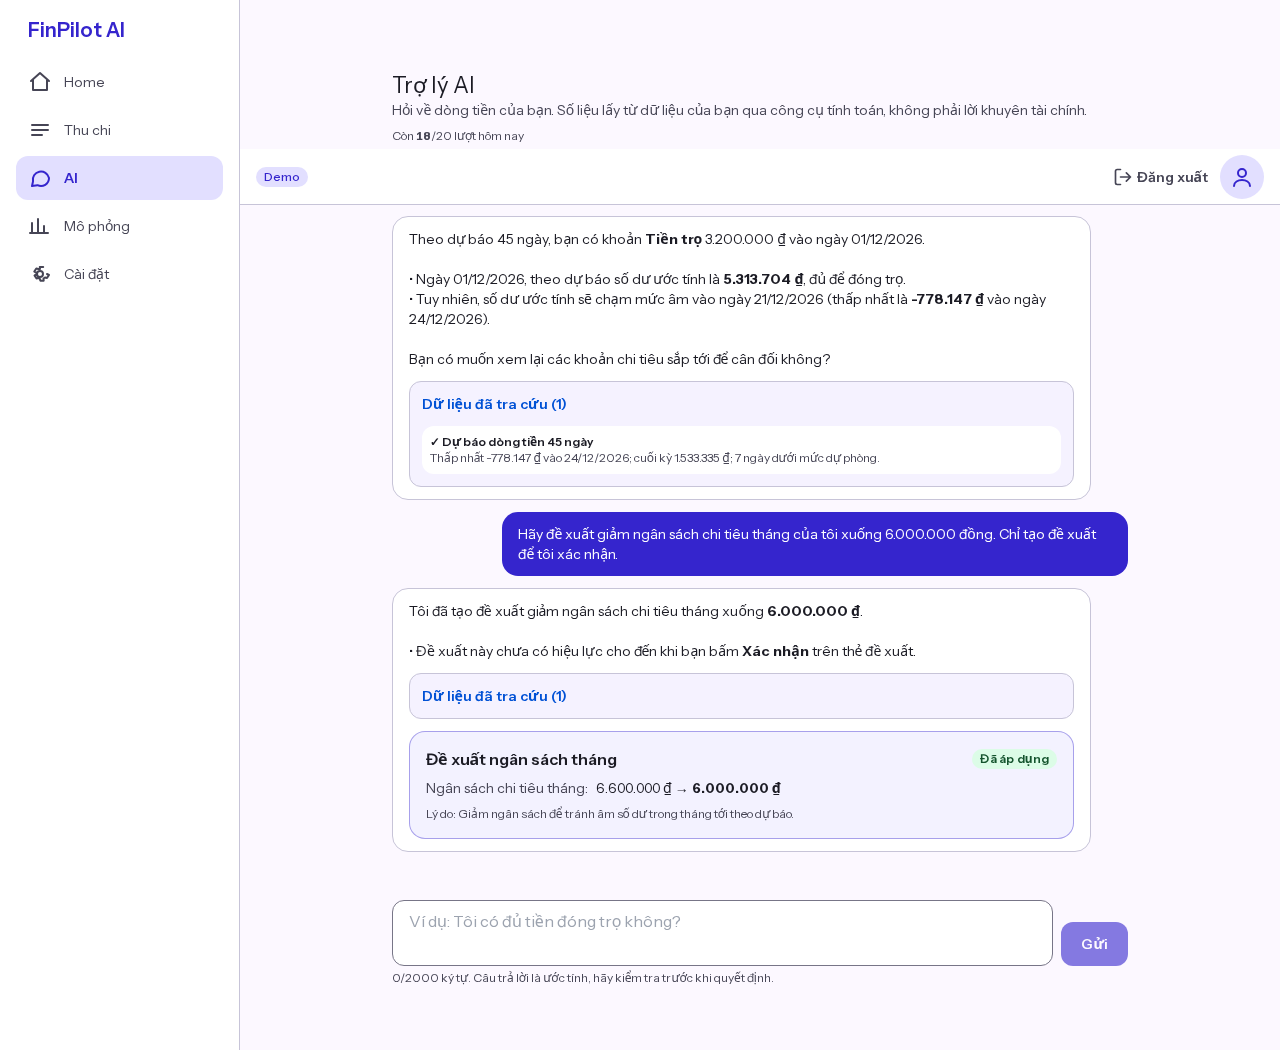 FinPilot AI
Home
Thu chi
AI
Mô phỏng
Cài đặt
Trợ lý AI
Hỏi về dòng tiền của bạn. Số liệu lấy từ dữ liệu của bạn qua công cụ tính toán, không phải lời khuyên tài chính.
Còn 18/20 lượt hôm nay
Demo
Đăng xuất
Theo dự báo 45 ngày, bạn có khoản Tiền trọ 3.200.000 ₫ vào ngày 01/12/2026.
• Ngày 01/12/2026, theo dự báo số dư ước tính là 5.313.704 ₫, đủ để đóng trọ.
• Tuy nhiên, số dư ước tính sẽ chạm mức âm vào ngày 21/12/2026 (thấp nhất là -778.147 ₫ vào ngày
24/12/2026).
Bạn có muốn xem lại các khoản chi tiêu sắp tới để cân đối không?
Dữ liệu đã tra cứu (1)
✓ Dự báo dòng tiền 45 ngày
Thấp nhất -778.147 ₫ vào 24/12/2026; cuối kỳ 1.533.335 ₫; 7 ngày dưới mức dự phòng.
Hãy đề xuất giảm ngân sách chi tiêu tháng của tôi xuống 6.000.000 đồng. Chỉ tạo đề xuất
để tôi xác nhận.
Tôi đã tạo đề xuất giảm ngân sách chi tiêu tháng xuống 6.000.000 ₫.
• Đề xuất này chưa có hiệu lực cho đến khi bạn bấm Xác nhận trên thẻ đề xuất.
Dữ liệu đã tra cứu (1)
Đề xuất ngân sách tháng
Đã áp dụng
Ngân sách chi tiêu tháng: 6.600.000 ₫ → 6.000.000 ₫
Lý do: Giảm ngân sách để tránh âm số dư trong tháng tới theo dự báo.
Ví dụ: Tôi có đủ tiền đóng trọ không?
Gửi
0/2000 ký tự. Câu trả lời là ước tính, hãy kiểm tra trước khi quyết định.